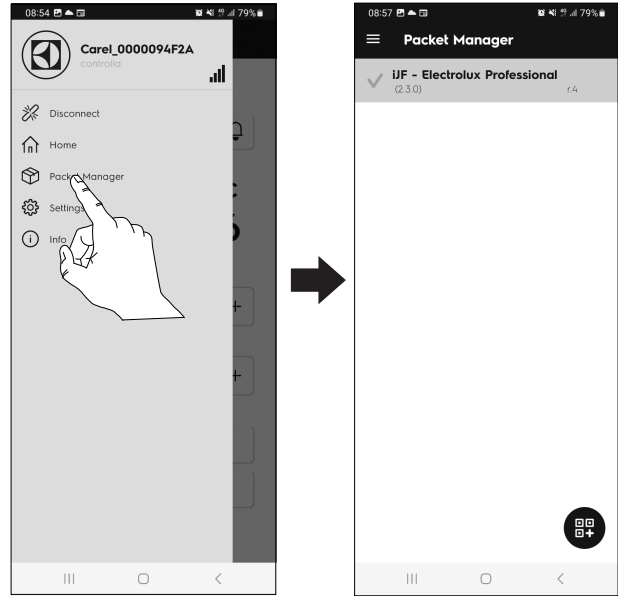 08:54
79%
Carel_0000094F2A
controlla
Disconnect
Home
Packet Manager
Settings
Info
08:57
79%
Packet Manager
iJF - Electrolux Professional
(2.3.0) r.4